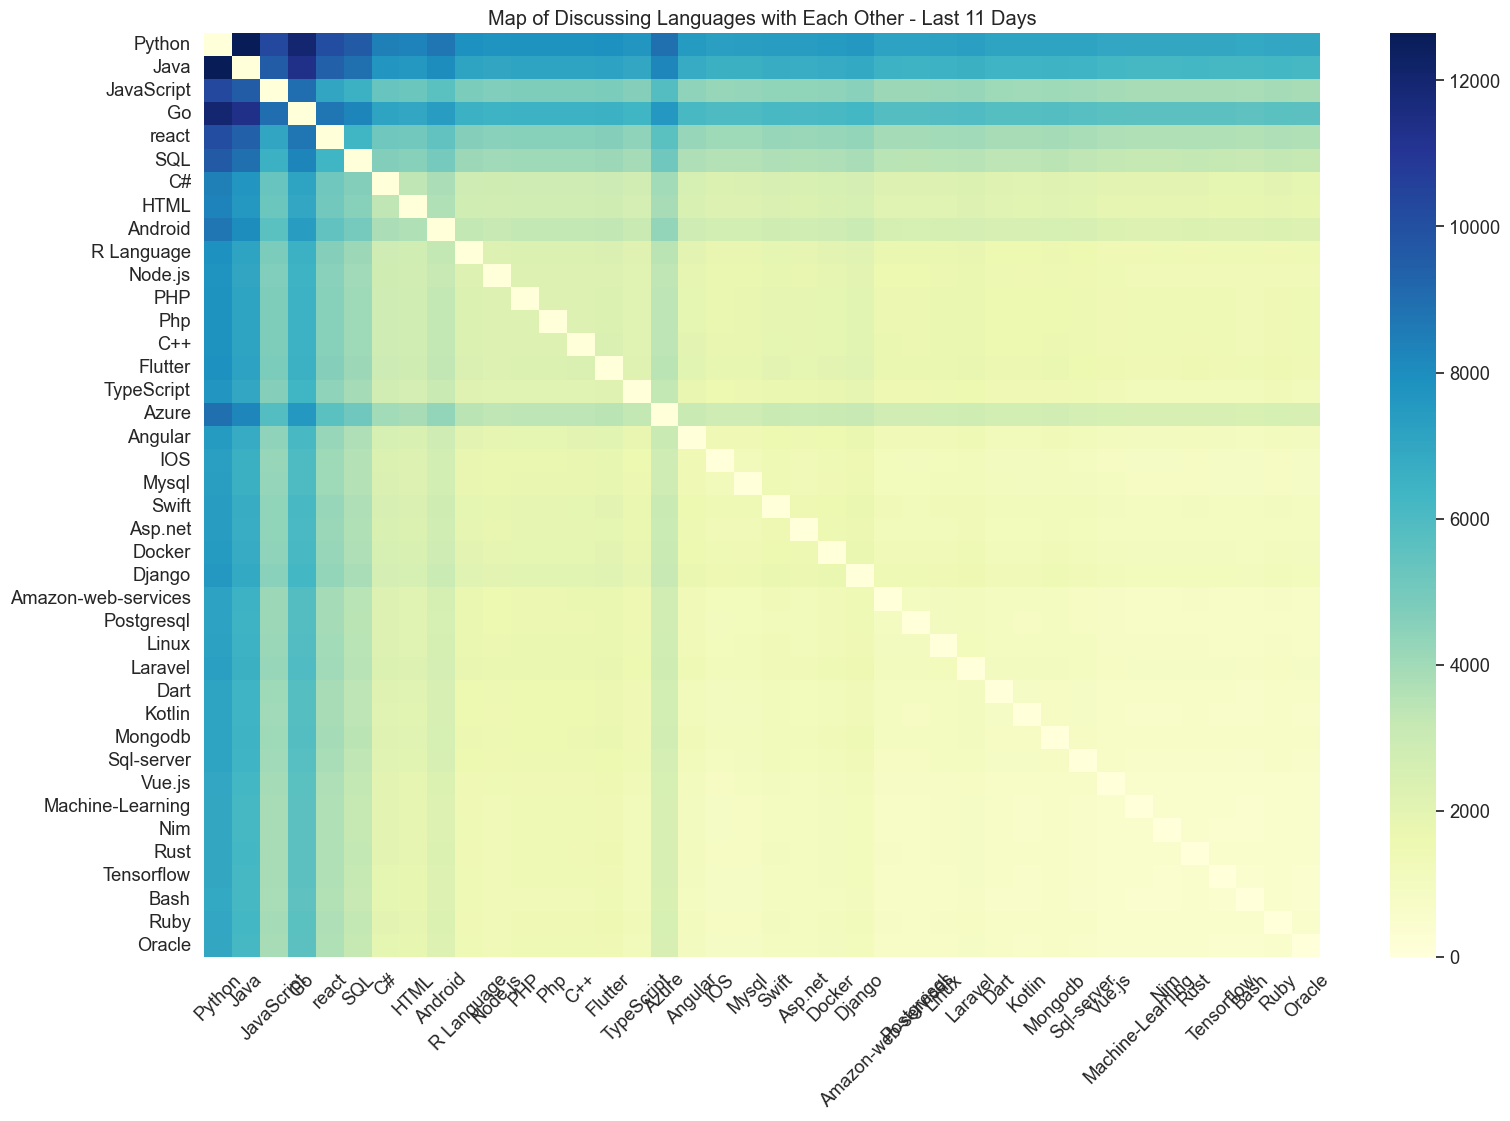 Map of Discussing Languages with Each Other - Last 11 Days
Python
Java
JavaScript
Go
react
SQL
C#
HTML
Android
R Language
Node.js
PHP
Php
C++
Flutter
TypeScript
Azure
Angular
IOS
Mysql
Swift
Asp.net
Docker
Django
Amazon-web-services
Postgresql
Linux
Laravel
Dart
Kotlin
Mongodb
Sql-server
Vue.js
Machine-Learning
Nim
Rust
Tensorflow
Bash
Ruby
Oracle
Python
Java
JavaScript
Go
react
SQL
C#
HTML
Android
R Language
Node.js
PHP
Php
C++
Flutter
TypeScript
Azure
Angular
IOS
Mysql
Swift
Asp.net
Docker
Django
Amazon-web-services
Postgresql
Linux
Laravel
Dart
Kotlin
Mongodb
Sql-server
Vue.js
Machine-Learning
Nim
Rust
Tensorflow
Bash
Ruby
Oracle
12000
10000
8000
6000
4000
2000
0